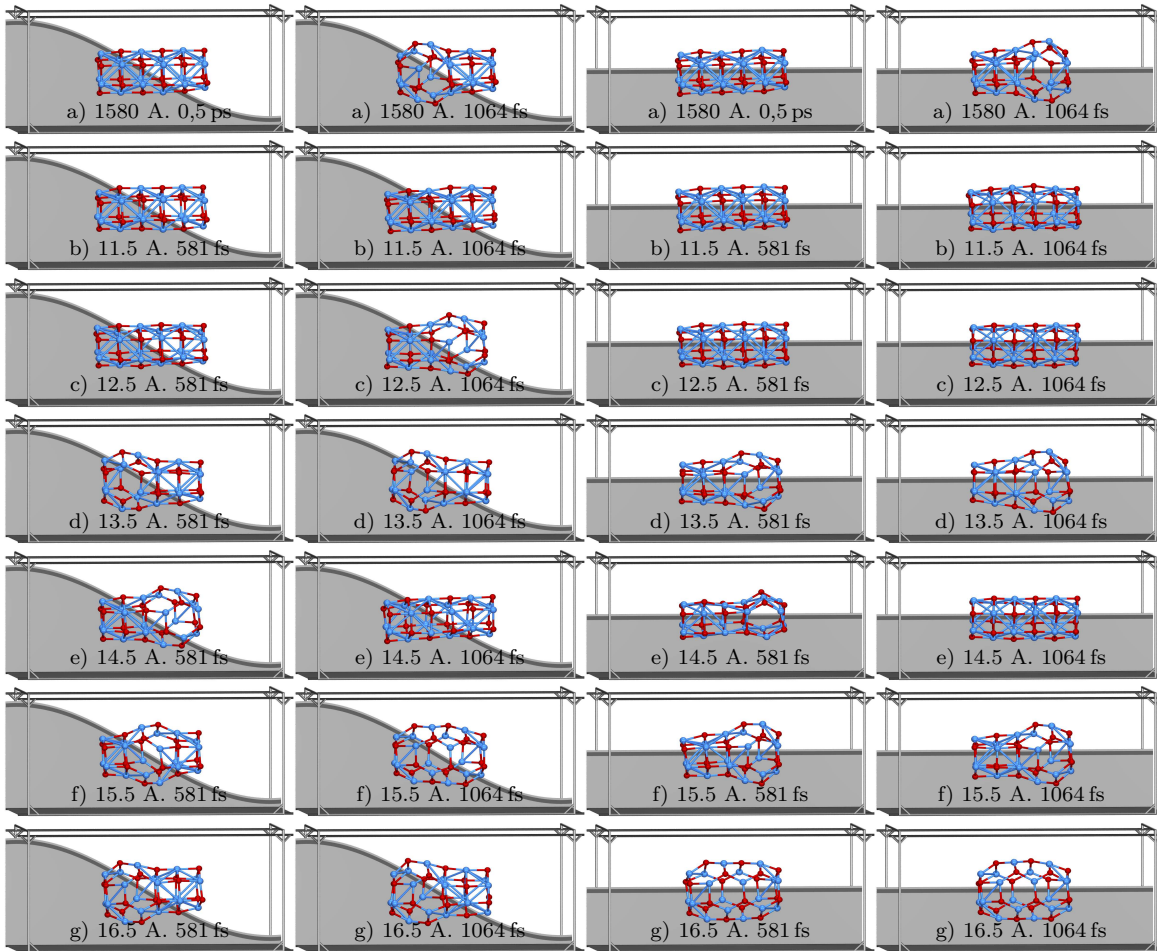 a) 1580 A. 0,5 ps
a) 1580 A. 1064 fs
a) 1580 A. 0,5 ps
a) 1580 A. 1064 fs
b) 11.5 A. 581 fs
b) 11.5 A. 1064 fs
b) 11.5 A. 581 fs
b) 11.5 A. 1064 fs
c) 12.5 A. 581 fs
c) 12.5 A. 1064 fs
c) 12.5 A. 581 fs
c) 12.5 A. 1064 fs
d) 13.5 A. 581 fs
d) 13.5 A. 1064 fs
d) 13.5 A. 581 fs
d) 13.5 A. 1064 fs
e) 14.5 A. 581 fs
e) 14.5 A. 1064 fs
e) 14.5 A. 581 fs
e) 14.5 A. 1064 fs
f) 15.5 A. 581 fs
f) 15.5 A. 1064 fs
f) 15.5 A. 581 fs
f) 15.5 A. 1064 fs
g) 16.5 A. 581 fs
g) 16.5 A. 1064 fs
g) 16.5 A. 581 fs
g) 16.5 A. 1064 fs